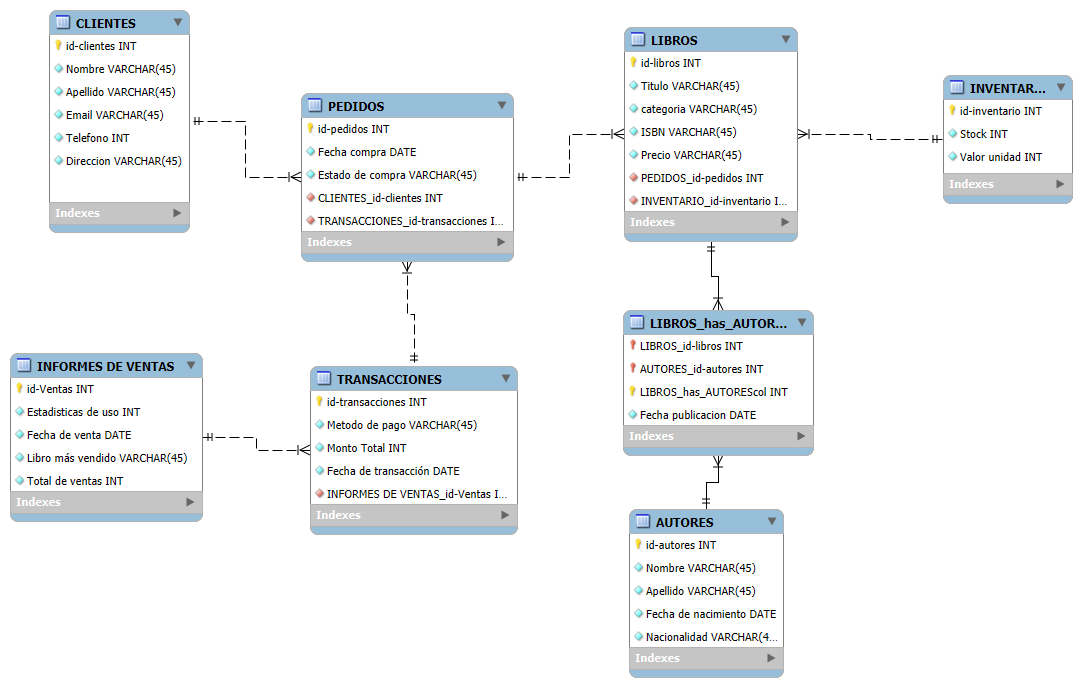 CLIENTES
id-clientes INT
Nombre VARCHAR(45)
Apellido VARCHAR(45)
Email VARCHAR(45)
Telefono INT
Direccion VARCHAR(45)
Indexes
PEDIDOS
id-pedidos INT
Fecha compra DATE
Estado de compra VARCHAR(45)
CLIENTES_id-clientes INT
TRANSACCIONES_id-transacciones I...
Indexes
LIBROS
id-libros INT
Titulo VARCHAR(45)
categoria VARCHAR(45)
ISBN VARCHAR(45)
Precio VARCHAR(45)
PEDIDOS_id-pedidos INT
INVENTARIO_id-inventario I...
Indexes
INVENTAR...
id-inventario INT
Stock INT
Valor unidad INT
Indexes
INFORMES DE VENTAS
id-Ventas INT
Estadisticas de uso INT
Fecha de venta DATE
Libro más vendido VARCHAR(45)
Total de ventas INT
Indexes
TRANSACCIONES
id-transacciones INT
Metodo de pago VARCHAR(45)
Monto Total INT
Fecha de transacción DATE
INFORMES DE VENTAS_id-Ventas I...
Indexes
LIBROS_has_AUTOR...
LIBROS_id-libros INT
AUTORES_id-autores INT
LIBROS_has_AUTOREScol INT
Fecha publicacion DATE
Indexes
AUTORES
id-autores INT
Nombre VARCHAR(45)
Apellido VARCHAR(45)
Fecha de nacimiento DATE
Nacionalidad VARCHAR(4...
Indexes